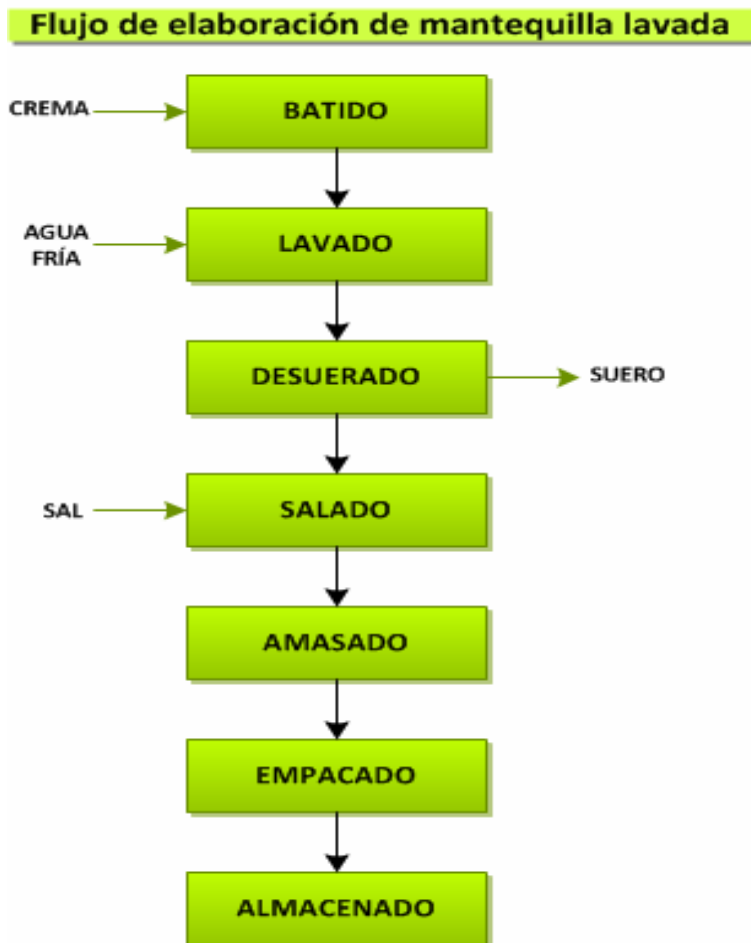 Flujo de elaboración de mantequilla lavada
CREMA
BATIDO
AGUA
FRÍA
LAVADO
DESUERADO
SUERO
SAL
SALADO
AMASADO
EMPACADO
ALMACENADO